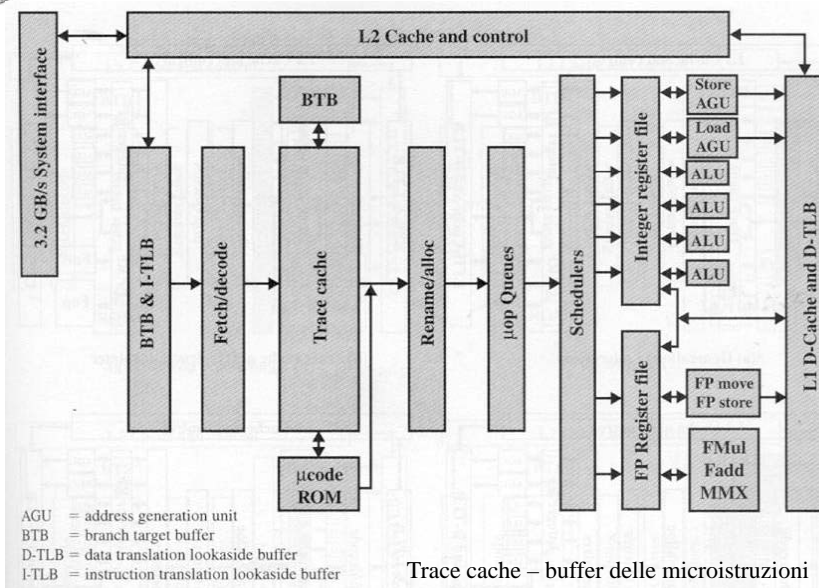 L2 Cache and control
3.2 GB/s System interface
BTB & I-TLB
Fetch/decode
BTB
Trace cache
µcode
ROM
Rename/alloc
µop Queues
Schedulers
Integer register file
FP Register file
Store
AGU
Load
AGU
ALU
ALU
ALU
ALU
FP move
FP store
FMul
Fadd
MMX
L1 D-Cache and D-TLB
AGU = address generation unit
BTB = branch target buffer
D-TLB = data translation lookaside buffer
I-TLB = instruction translation lookaside buffer
Trace cache – buffer delle microistruzioni